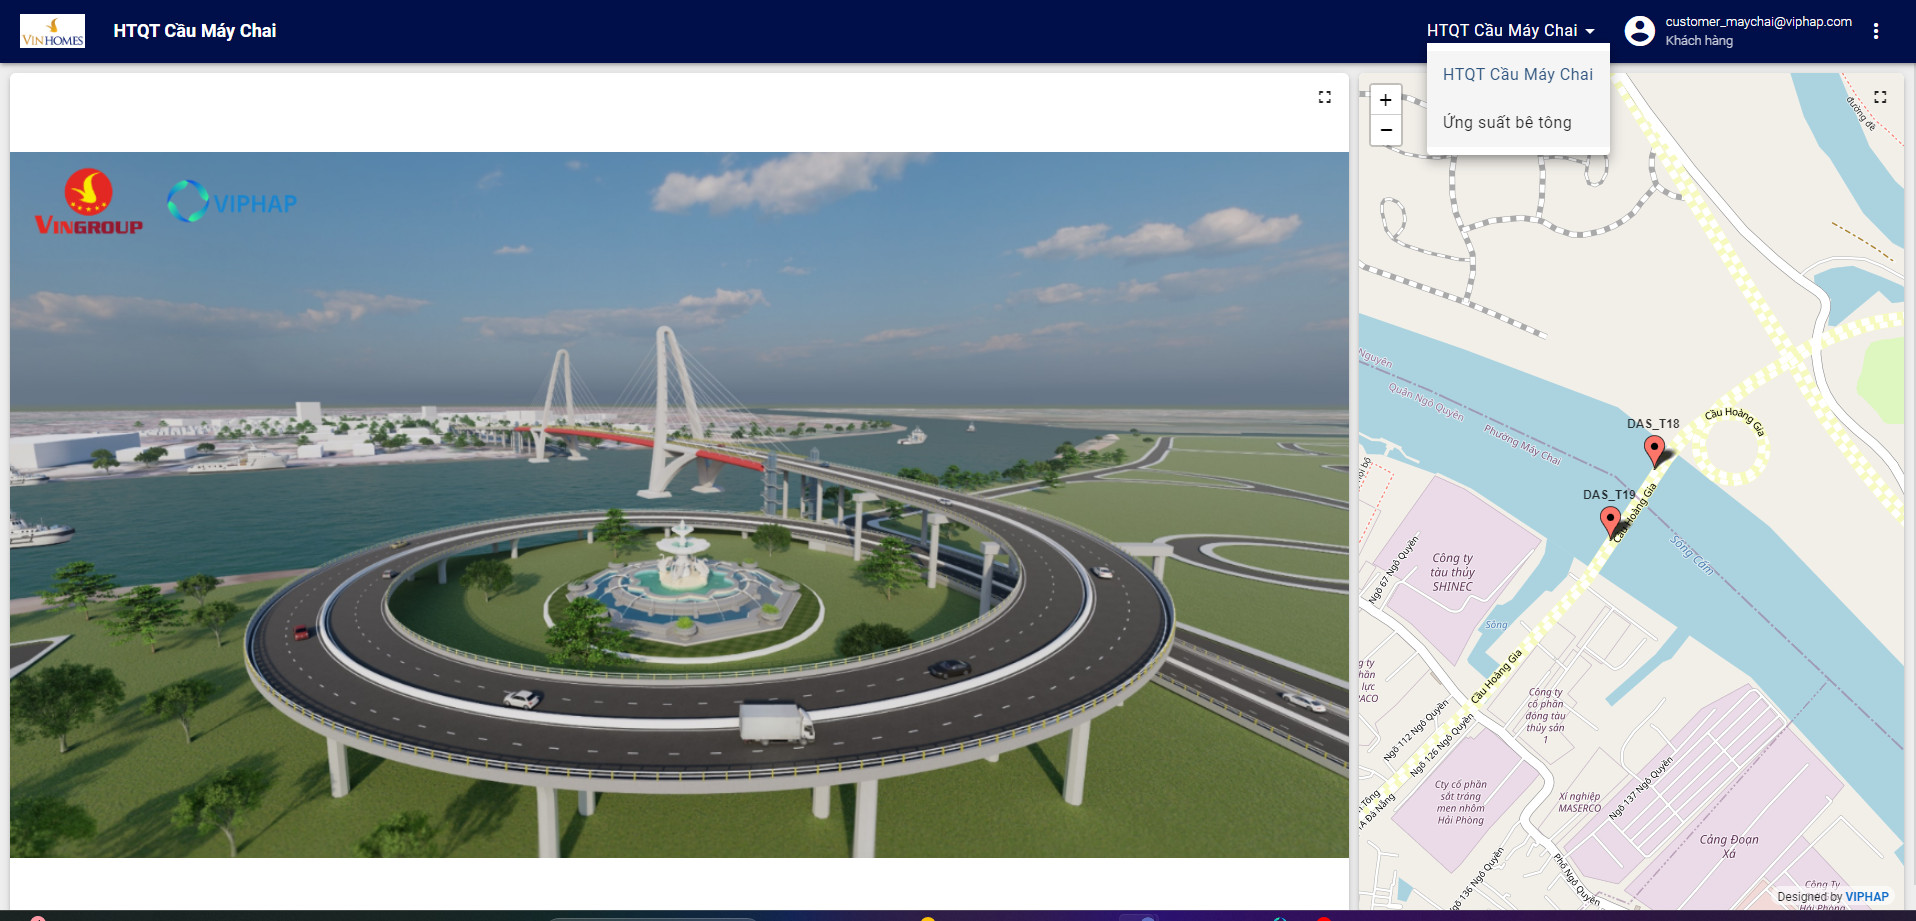 VINHOMES
HTQT Cầu Máy Chai
HTQT Cầu Máy Chai
customer_maychai@viphap.com
Khách hàng
HTQT Cầu Máy Chai
Ứng suất bê tông
VINGROUP
VIPHAP
+
−
đường đê
Nguyên
Quận Ngô Quyền
Phường Máy Chai
Cầu Hoàng Gia
DAS_T18
DAS_T19
Cầu Hoàng Gia
Sông Cấm
Ngõ 67 Ngô Quyền
Công ty
tàu thủy
SHINEC
Sông
Cầu Hoàng Gia
Công ty
cổ phần
đóng tàu
thủy sản
1
Ngõ 112 Ngô Quyền
Ngõ 126 Ngô Quyền
Cty cổ phần
sắt tráng
men nhôm
Hải Phòng
Xí nghiệp
MASERCO
Ngõ 137 Ngô Quyền
Cảng Đoạn
Xá
Ngõ 136 Ngô Quyền
Phố Ngô Quyền
Công Ty
Hải Phòng
Designed by VIPHAP